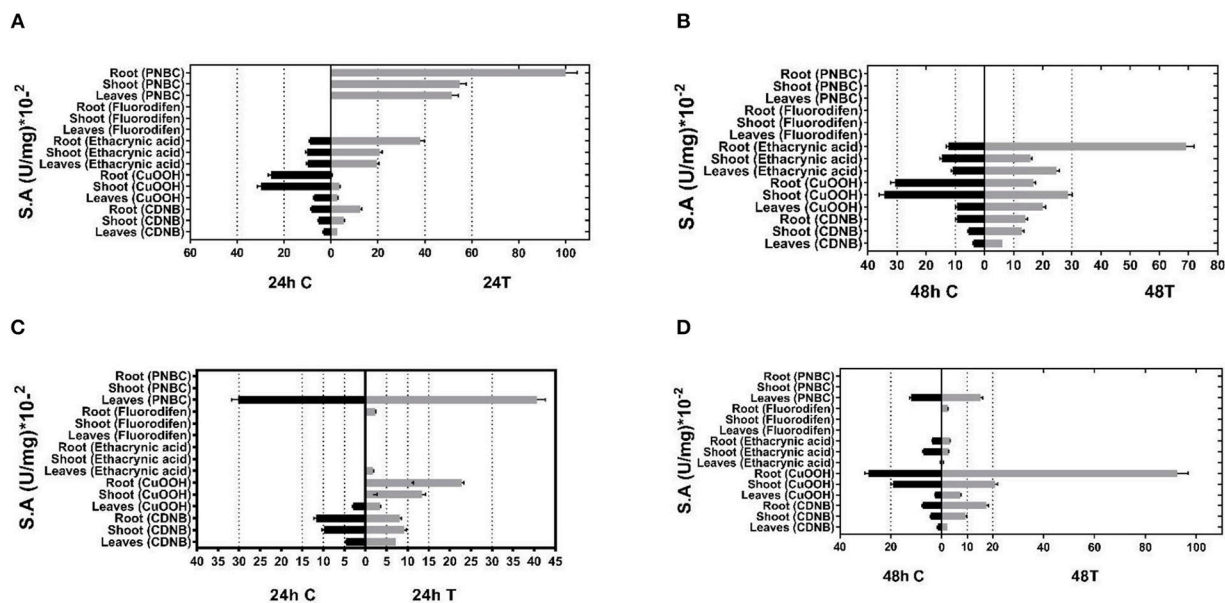 A
S.A (U/mg)*10-2
Root (PNBC)
Shoot (PNBC)
Leaves (PNBC)
Root (Fluorodifen)
Shoot (Fluorodifen)
Leaves (Fluorodifen)
Root (Ethacrynic acid)
Shoot (Ethacrynic acid)
Leaves (Ethacrynic acid)
Root (CuOOH)
Shoot (CuOOH)
Leaves (CuOOH)
Root (CDNB)
Shoot (CDNB)
Leaves (CDNB)
60 40 20 0 20 40 60 80 100
24h C 24T
B
S.A (U/mg)*10-2
Root (PNBC)
Shoot (PNBC)
Leaves (PNBC)
Root (Fluorodifen)
Shoot (Fluorodifen)
Leaves (Fluorodifen)
Root (Ethacrynic acid)
Shoot (Ethacrynic acid)
Leaves (Ethacrynic acid)
Root (CuOOH)
Shoot (CuOOH)
Leaves (CuOOH)
Root (CDNB)
Shoot (CDNB)
Leaves (CDNB)
40 30 20 10 0 10 20 30 40 50 60 70 80
48h C 48T
C
S.A (U/mg)*10-2
Root (PNBC)
Shoot (PNBC)
Leaves (PNBC)
Root (Fluorodifen)
Shoot (Fluorodifen)
Leaves (Fluorodifen)
Root (Ethacrynic acid)
Shoot (Ethacrynic acid)
Leaves (Ethacrynic acid)
Root (CuOOH)
Shoot (CuOOH)
Leaves (CuOOH)
Root (CDNB)
Shoot (CDNB)
Leaves (CDNB)
40 35 30 25 20 15 10 5 0 5 10 15 20 25 30 35 40 45
24h C 24h T
D
S.A (U/mg)*10-2
Root (PNBC)
Shoot (PNBC)
Leaves (PNBC)
Root (Fluorodifen)
Shoot (Fluorodifen)
Leaves (Fluorodifen)
Root (Ethacrynic acid)
Shoot (Ethacrynic acid)
Leaves (Ethacrynic acid)
Root (CuOOH)
Shoot (CuOOH)
Leaves (CuOOH)
Root (CDNB)
Shoot (CDNB)
Leaves (CDNB)
40 20 0 10 20 40 60 80 100
48h C 48T